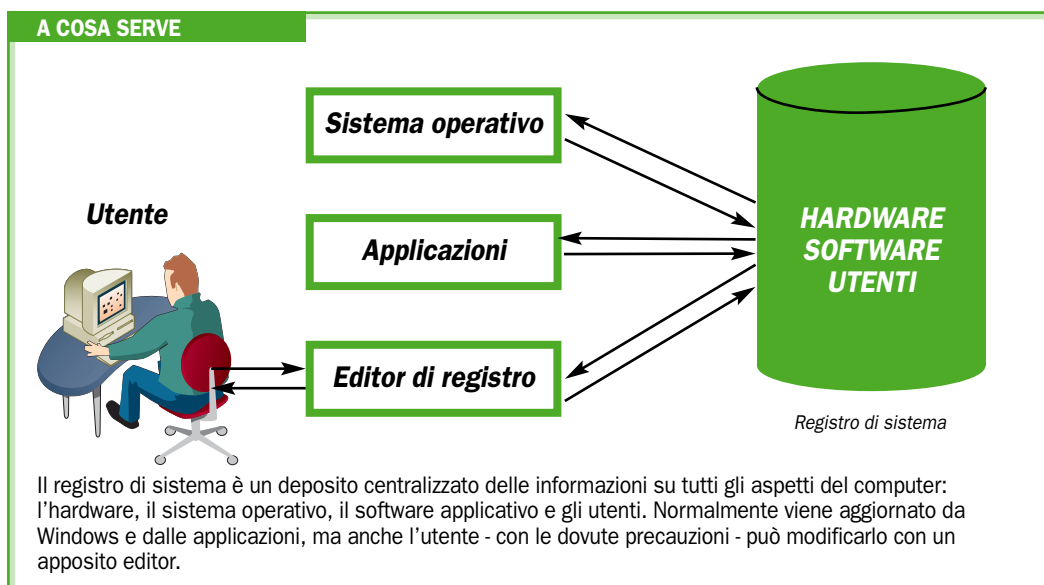 A COSA SERVE
Sistema operativo
Utente
Applicazioni
HARDWARE
SOFTWARE
UTENTI
Editor di registro
Registro di sistema
Il registro di sistema è un deposito centralizzato delle informazioni su tutti gli aspetti del computer:
l'hardware, il sistema operativo, il software applicativo e gli utenti. Normalmente viene aggiornato da
Windows e dalle applicazioni, ma anche l'utente - con le dovute precauzioni - può modificarlo con un
apposito editor.